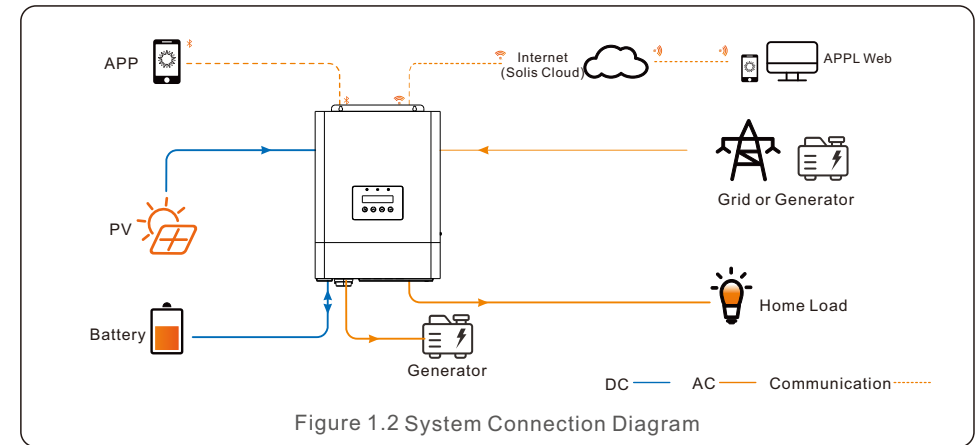 APP
Internet
(Solis Cloud)
APPL Web
Grid or Generator
PV
Home Load
Battery
Generator
DC
AC
Communication
Figure 1.2 System Connection Diagram